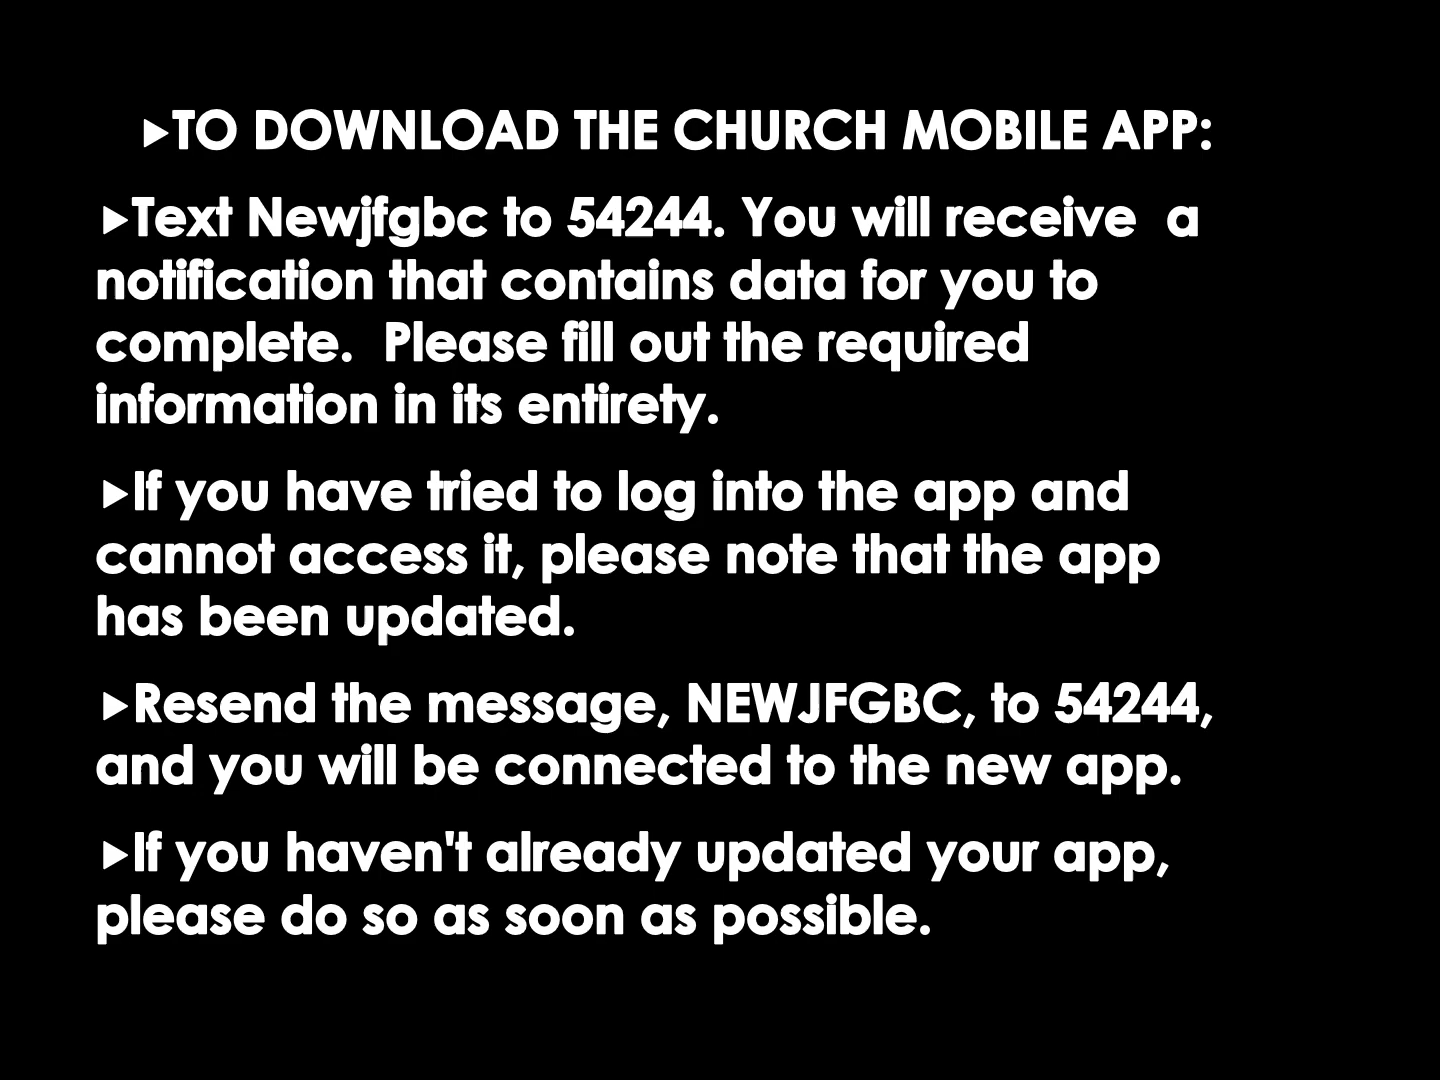 ▶TO DOWNLOAD THE CHURCH MOBILE APP:
▶Text Newjfgbc to 54244. You will receive  a
notification that contains data for you to
complete.  Please fill out the required
information in its entirety.
▶If you have tried to log into the app and
cannot access it, please note that the app
has been updated.
▶Resend the message, NEWJFGBC, to 54244,
and you will be connected to the new app.
▶If you haven't already updated your app,
please do so as soon as possible.